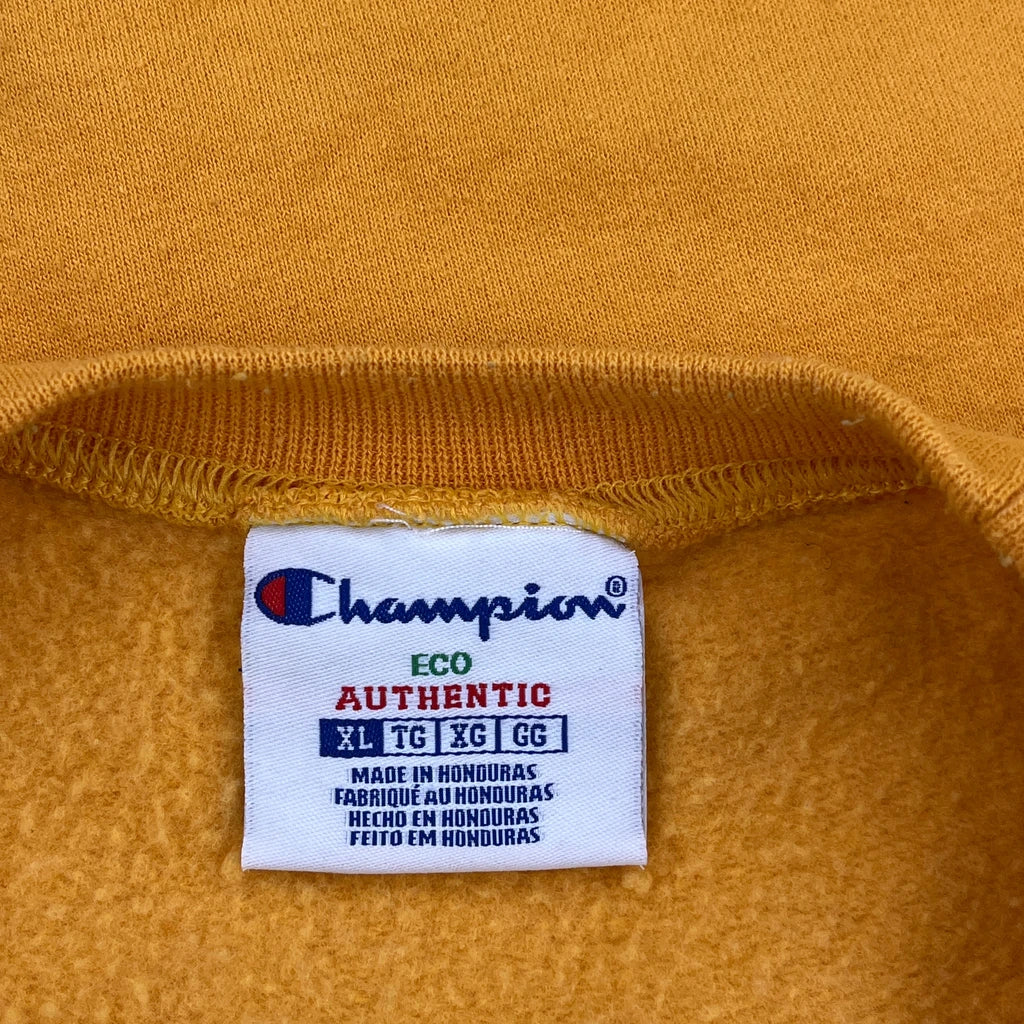 Champion®
ECO
AUTHENTIC
XL TG XG GG
MADE IN HONDURAS
FABRIQUÉ AU HONDURAS
HECHO EN HONDURAS
FEITO EM HONDURAS